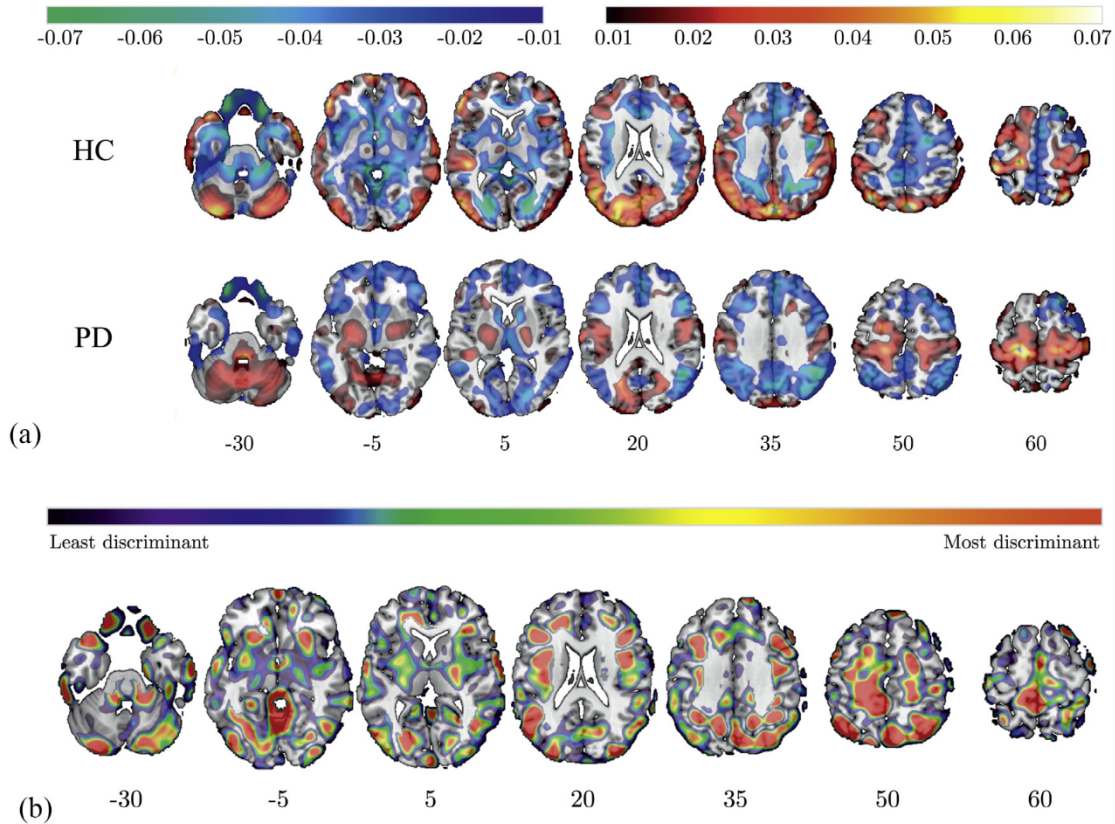 -0.07 -0.06 -0.05 -0.04 -0.03 -0.02 -0.01 0.01 0.02 0.03 0.04 0.05 0.06 0.07
HC
PD
(a)
-30 -5 5 20 35 50 60
Least discriminant Most discriminant
(b)
-30 -5 5 20 35 50 60